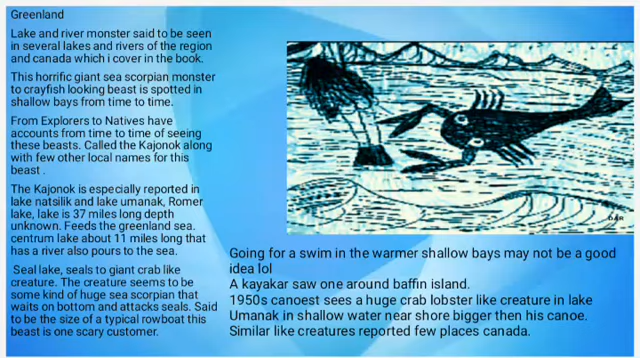 Greenland
Lake and river monster said to be seen
in several lakes and rivers of the region
and canada which i cover in the book.
This horrific giant sea scorpian monster
to crayfish looking beast is spotted in
shallow bays from time to time.
From Explorers to Natives have
accounts from time to time of seeing
these beasts. Called the Kajonok along
with few other local names for this
beast .
The Kajonok is especially reported in
lake natsilik and lake umanak, Romer
lake, lake is 37 miles long depth
unknown. Feeds the greenland sea.
centrum lake about 11 miles long that
has a river also pours to the sea.
Seal lake, seals to giant crab like
creature. The creature seems to be
some kind of huge sea scorpian that
waits on bottom and attacks seals. Said
to be the size of a typical rowboat this
beast is one scary customer.
DAR
Going for a swim in the warmer shallow bays may not be a good
idea lol
A kayakar saw one around baffin island.
1950s canoest sees a huge crab lobster like creature in lake
Umanak in shallow water near shore bigger then his canoe.
Similar like creatures reported few places canada.